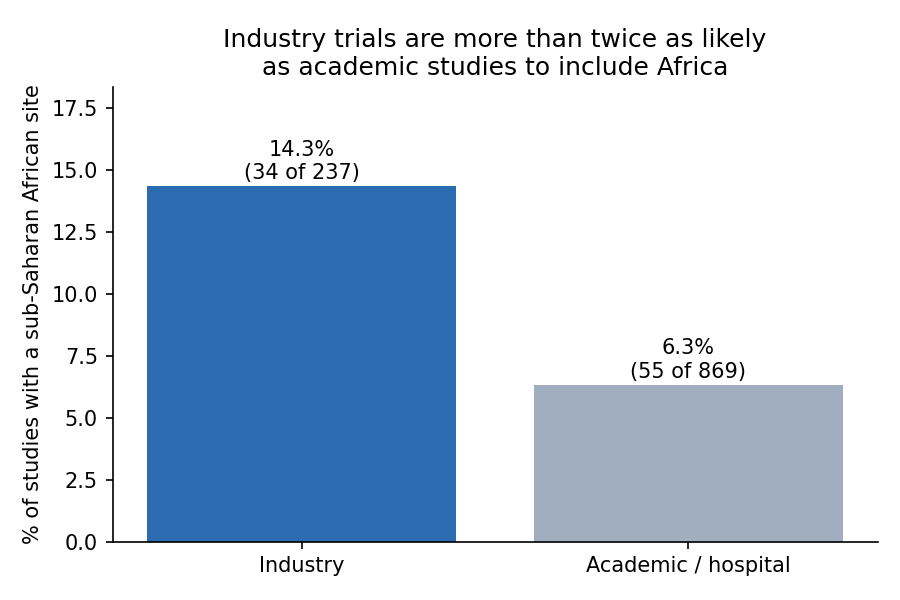 Industry trials are more than twice as likely
as academic studies to include Africa
% of studies with a sub-Saharan African site
17.5
15.0
12.5
10.0
7.5
5.0
2.5
0.0
14.3%
(34 of 237)
6.3%
(55 of 869)
Industry
Academic / hospital